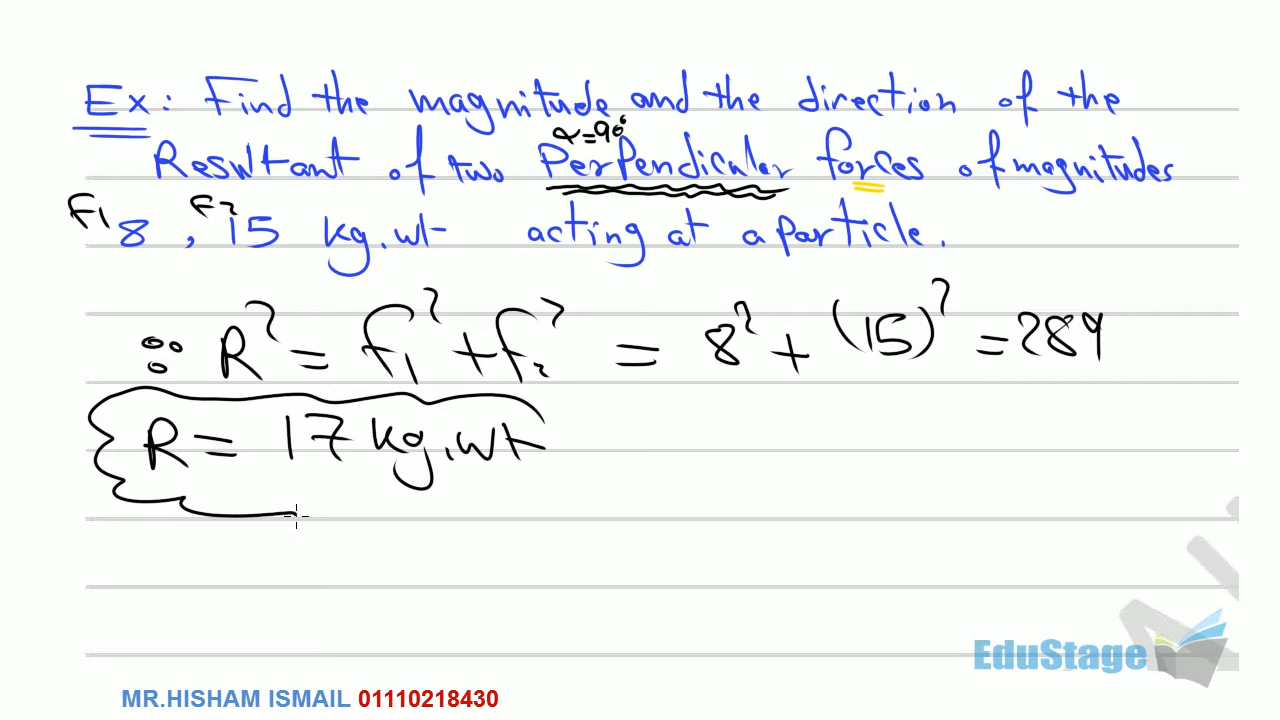 Ex: Find the magnitude and the direction of the
α=90°
Resultant of two Perpendicular forces of magnitudes
F1 8 , F2 15 kg.wt acting at a particle.
∵ R² = f₁² + f₂² = 8² + (15)² = 289
R = 17 kg.wt
EduStage
MR.HISHAM ISMAIL 01110218430